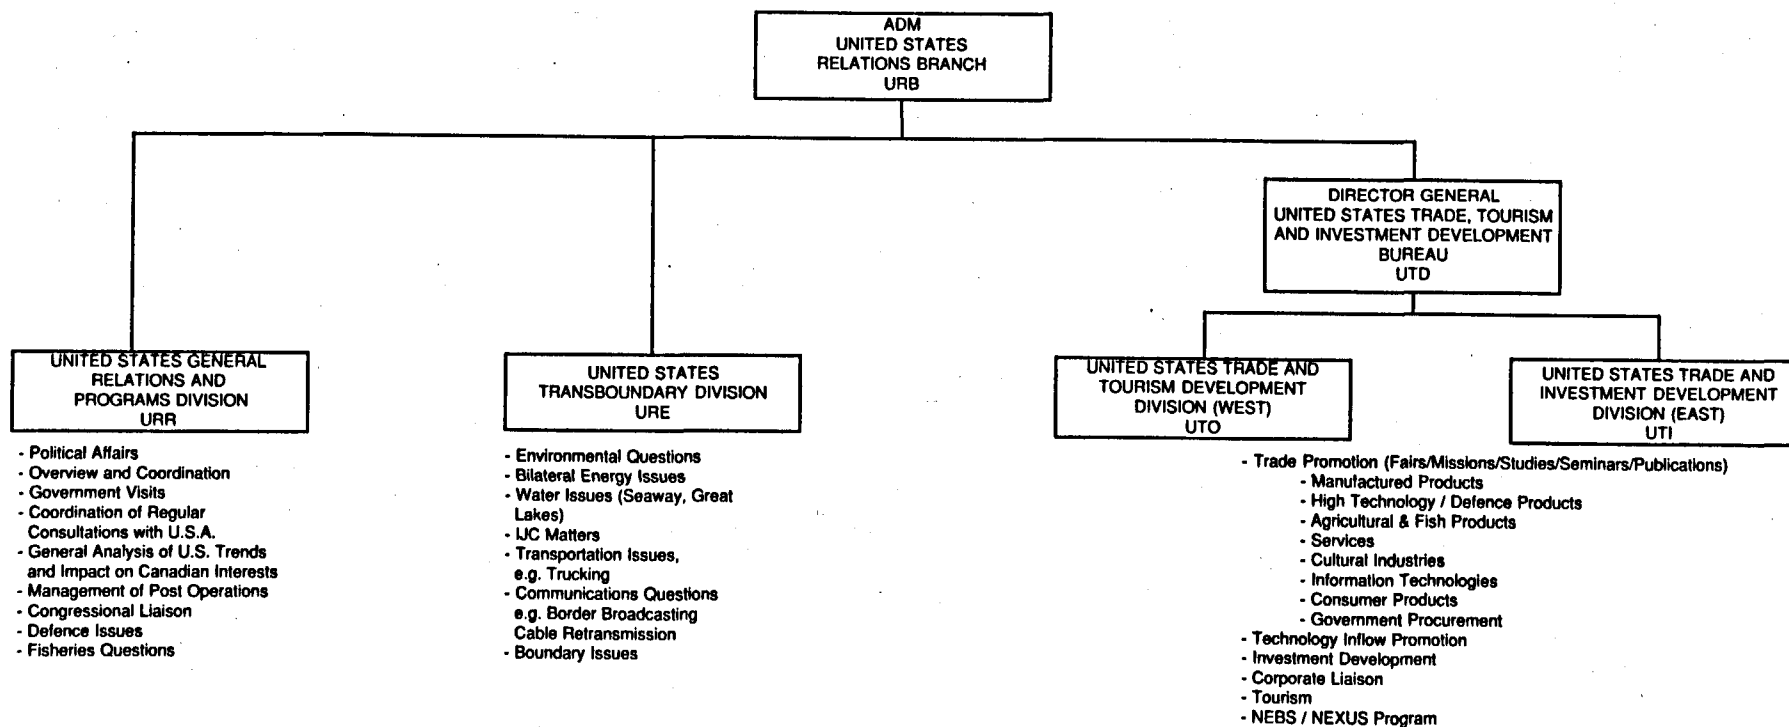 ADM
UNITED STATES
RELATIONS BRANCH
URB
DIRECTOR GENERAL
UNITED STATES TRADE, TOURISM
AND INVESTMENT DEVELOPMENT
BUREAU
UTD
UNITED STATES GENERAL
RELATIONS AND
PROGRAMS DIVISION
URR
- Political Affairs
- Overview and Coordination
- Government Visits
- Coordination of Regular
Consultations with U.S.A.
- General Analysis of U.S. Trends
and Impact on Canadian Interests
- Management of Post Operations
- Congressional Liaison
- Defence Issues
- Fisheries Questions
UNITED STATES
TRANSBOUNDARY DIVISION
URE
- Environmental Questions
- Bilateral Energy Issues
- Water Issues (Seaway, Great
Lakes)
- IJC Matters
- Transportation Issues,
e.g. Trucking
- Communications Questions
e.g. Border Broadcasting
Cable Retransmission
- Boundary Issues
UNITED STATES TRADE AND
TOURISM DEVELOPMENT
DIVISION (WEST)
UTO
UNITED STATES TRADE AND
INVESTMENT DEVELOPMENT
DIVISION (EAST)
UTI
- Trade Promotion (Fairs/Missions/Studies/Seminars/Publications)
- Manufactured Products
- High Technology / Defence Products
- Agricultural & Fish Products
- Services
- Cultural Industries
- Information Technologies
- Consumer Products
- Government Procurement
- Technology Inflow Promotion
- Investment Development
- Corporate Liaison
- Tourism
- NEBS / NEXUS Program